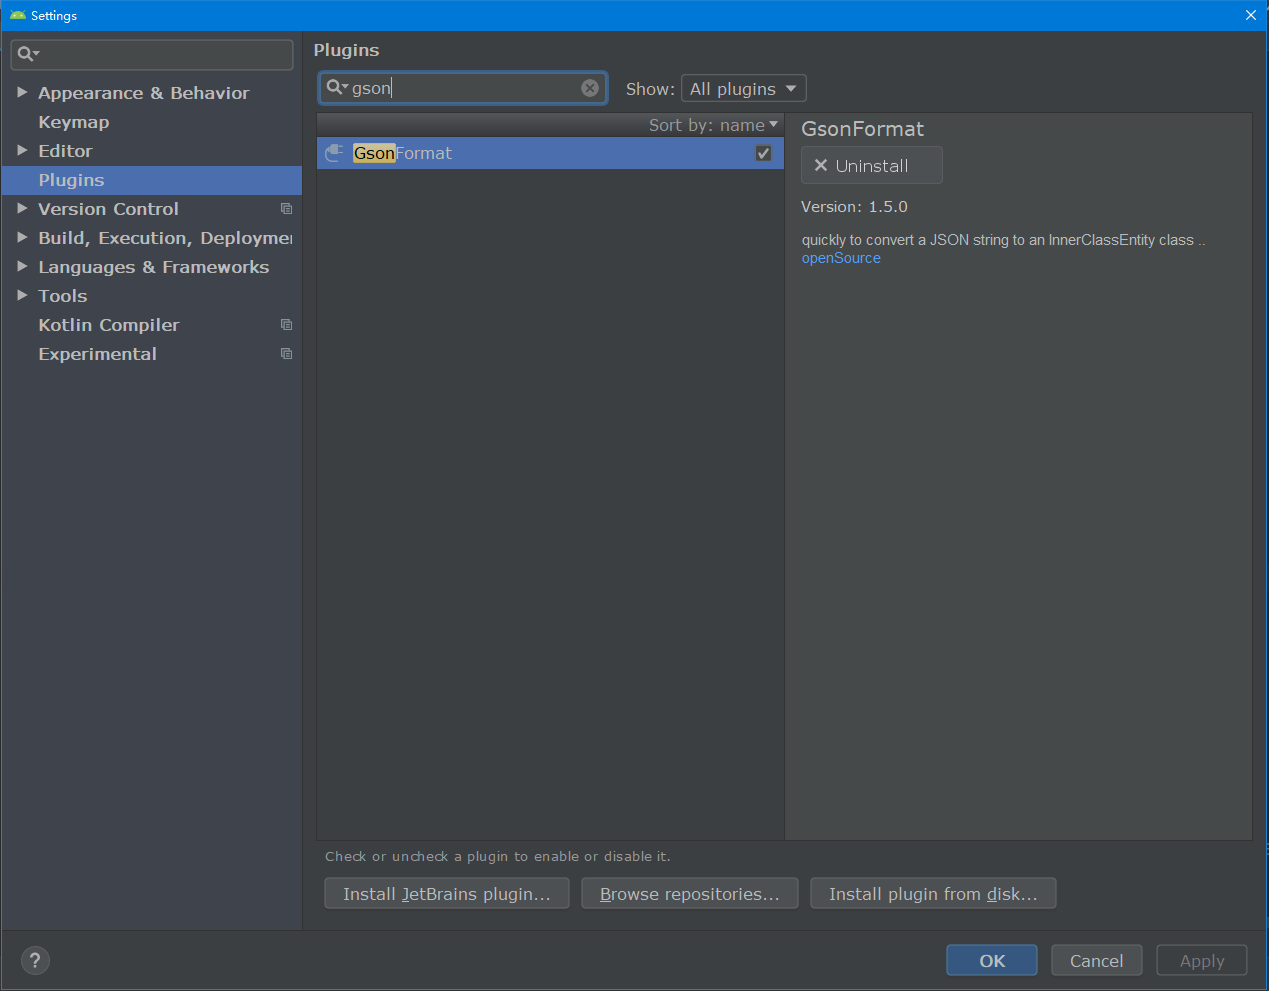 Settings
Appearance & Behavior
Keymap
Editor
Plugins
Version Control
Build, Execution, Deployme
Languages & Frameworks
Tools
Kotlin Compiler
Experimental
Plugins
gson
Show: All plugins
Sort by: name
GsonFormat
GsonFormat
Uninstall
Version: 1.5.0
quickly to convert a JSON string to an InnerClassEntity class ..
openSource
Check or uncheck a plugin to enable or disable it.
Install JetBrains plugin...
Browse repositories...
Install plugin from disk...
?
OK
Cancel
Apply